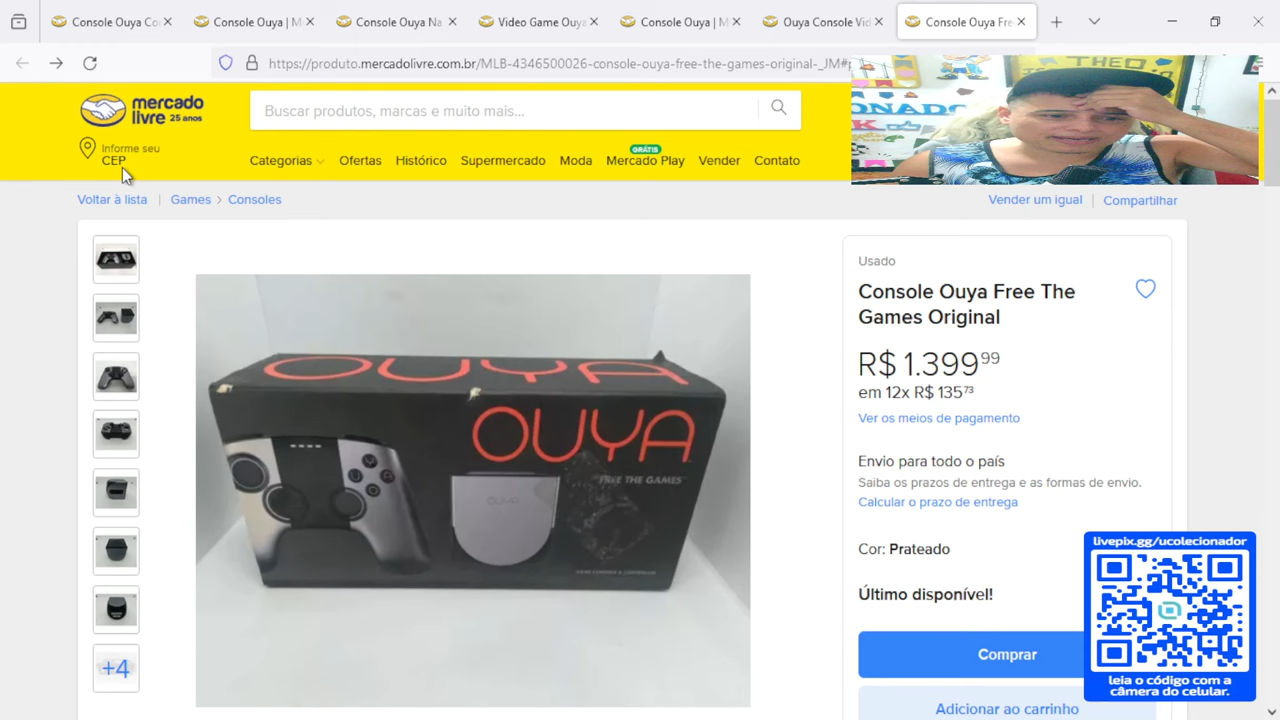 Console Ouya Co
Console Ouya | M
Console Ouya Na
Video Game Ouya
Console Ouya | M
Ouya Console Vid
Console Ouya Fre
https://produto.mercadolivre.com.br/MLB-4346500026-console-ouya-free-the-games-original-_JM#
mercado
livre 25 anos
Buscar produtos, marcas e muito mais...
Informe seu
CEP
GRÁTIS
Categorias
Ofertas
Histórico
Supermercado
Moda
Mercado Play
Vender
Contato
THEO
Voltar à lista
Games
Consoles
Vender um igual
Compartilhar
+4
OUYA
OUYA
FREE THE GAMES
OUYA
GAME CONSOLE & CONTROLLER
Usado
Console Ouya Free The
Games Original
R$ 1.399 99
em 12x R$ 135 73
Ver os meios de pagamento
Envio para todo o país
Saiba os prazos de entrega e as formas de envio.
Calcular o prazo de entrega
Cor: Prateado
Último disponível!
Comprar
Adicionar ao carrinho
livepix.gg/ucolecionador
leia o código com a
câmera do celular.